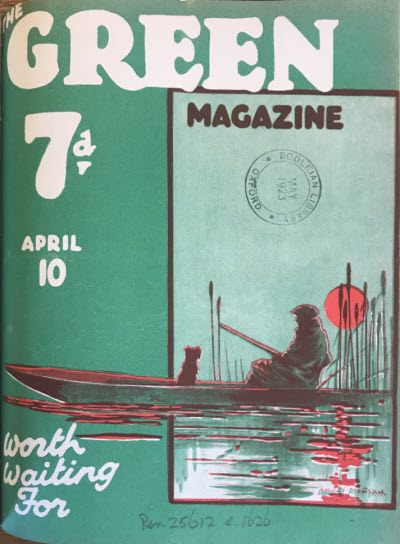 THE
GREEN
MAGAZINE
7d
APRIL
10
BODLEIAN LIBRARY
MAY
1923
OXFORD
Worth
Waiting
For
Per. 25612 e. 1626